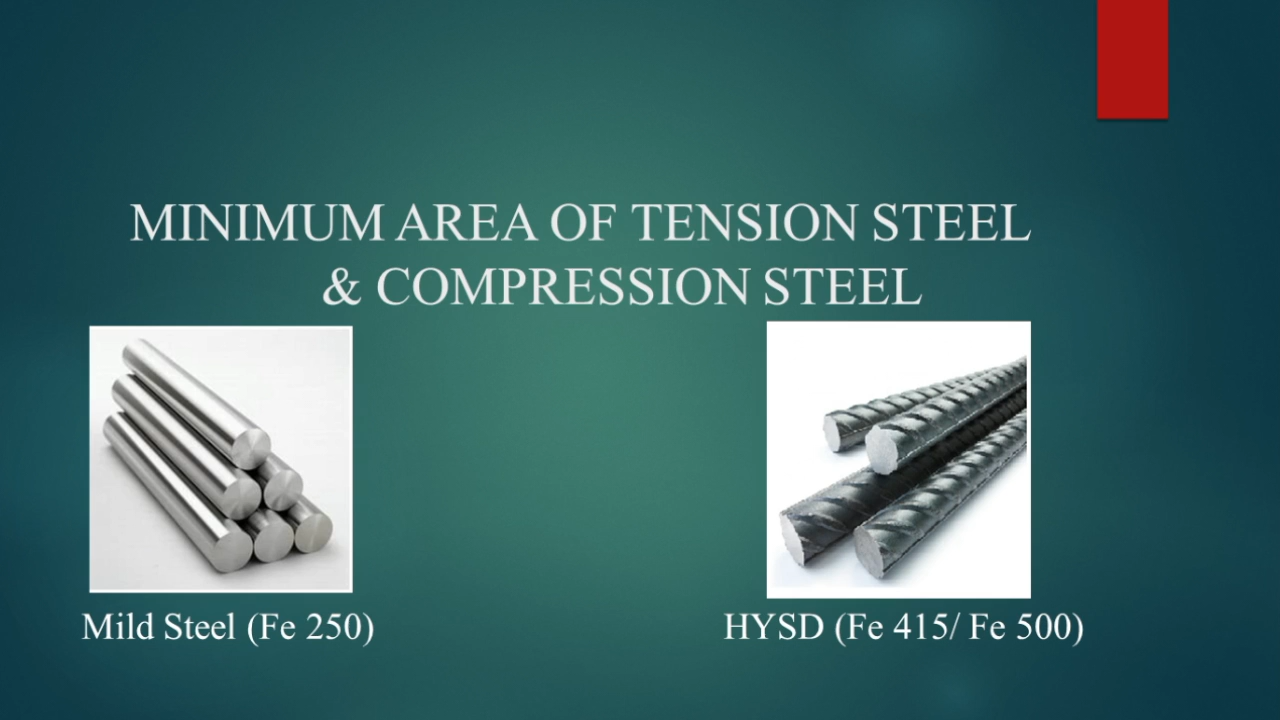 MINIMUM AREA OF TENSION STEEL
& COMPRESSION STEEL
Mild Steel (Fe 250)
HYSD (Fe 415/ Fe 500)